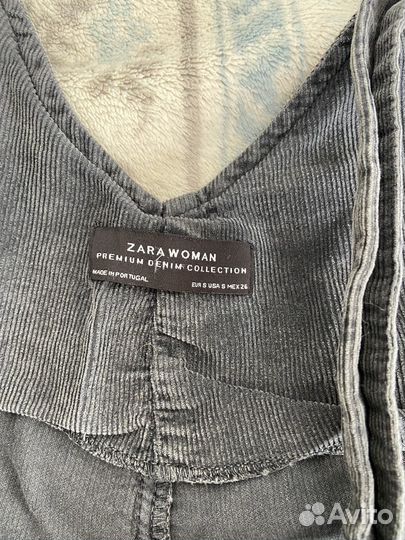 ZARA WOMAN
PREMIUM DENIM COLLECTION
MADE IN PORTUGAL
EUR S USA S MEX 26
Avito